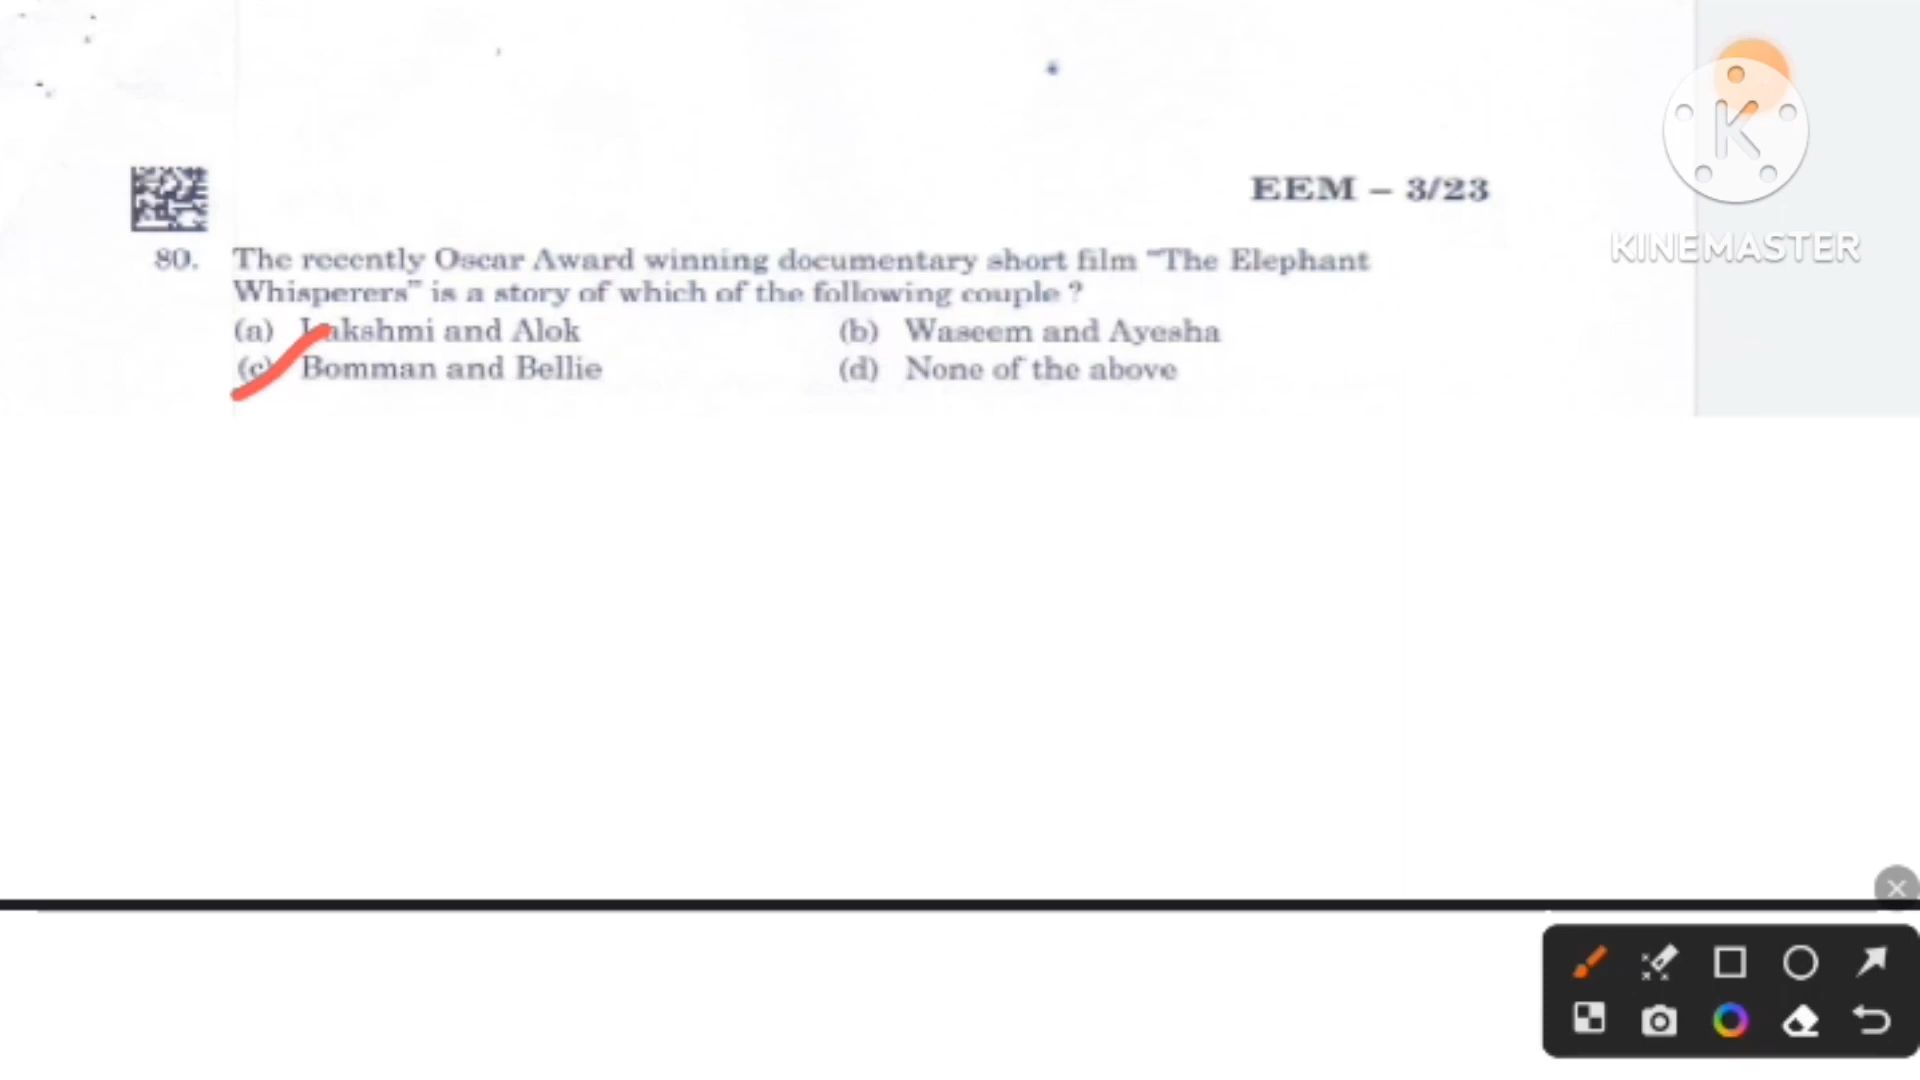 EEM – 3/23
KINEMASTER
80. The recently Oscar Award winning documentary short film “The Elephant
Whisperers” is a story of which of the following couple ?
(a) Lakshmi and Alok (b) Waseem and Ayesha
(c) Bomman and Bellie (d) None of the above